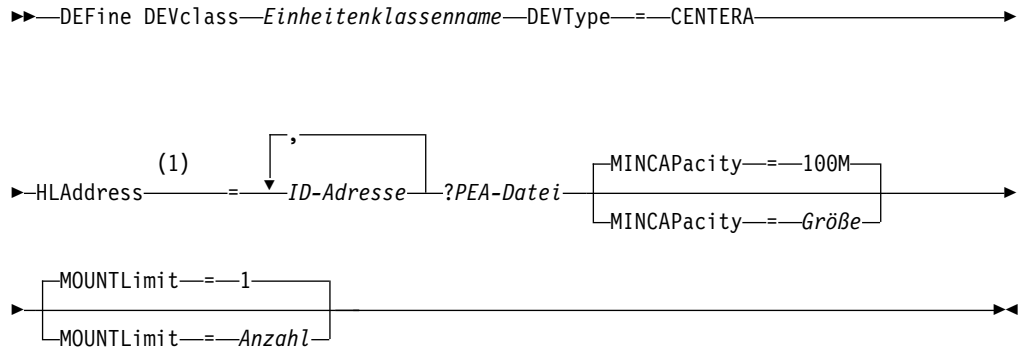 DEFine DEVclass Einheitenklassenname DEVType = CENTERA
,
(1) MINCAPacity = 100M
HLAddress = ID-Adresse ?PEA-Datei
MINCAPacity = Größe
MOUNTLimit = 1
MOUNTLimit = Anzahl